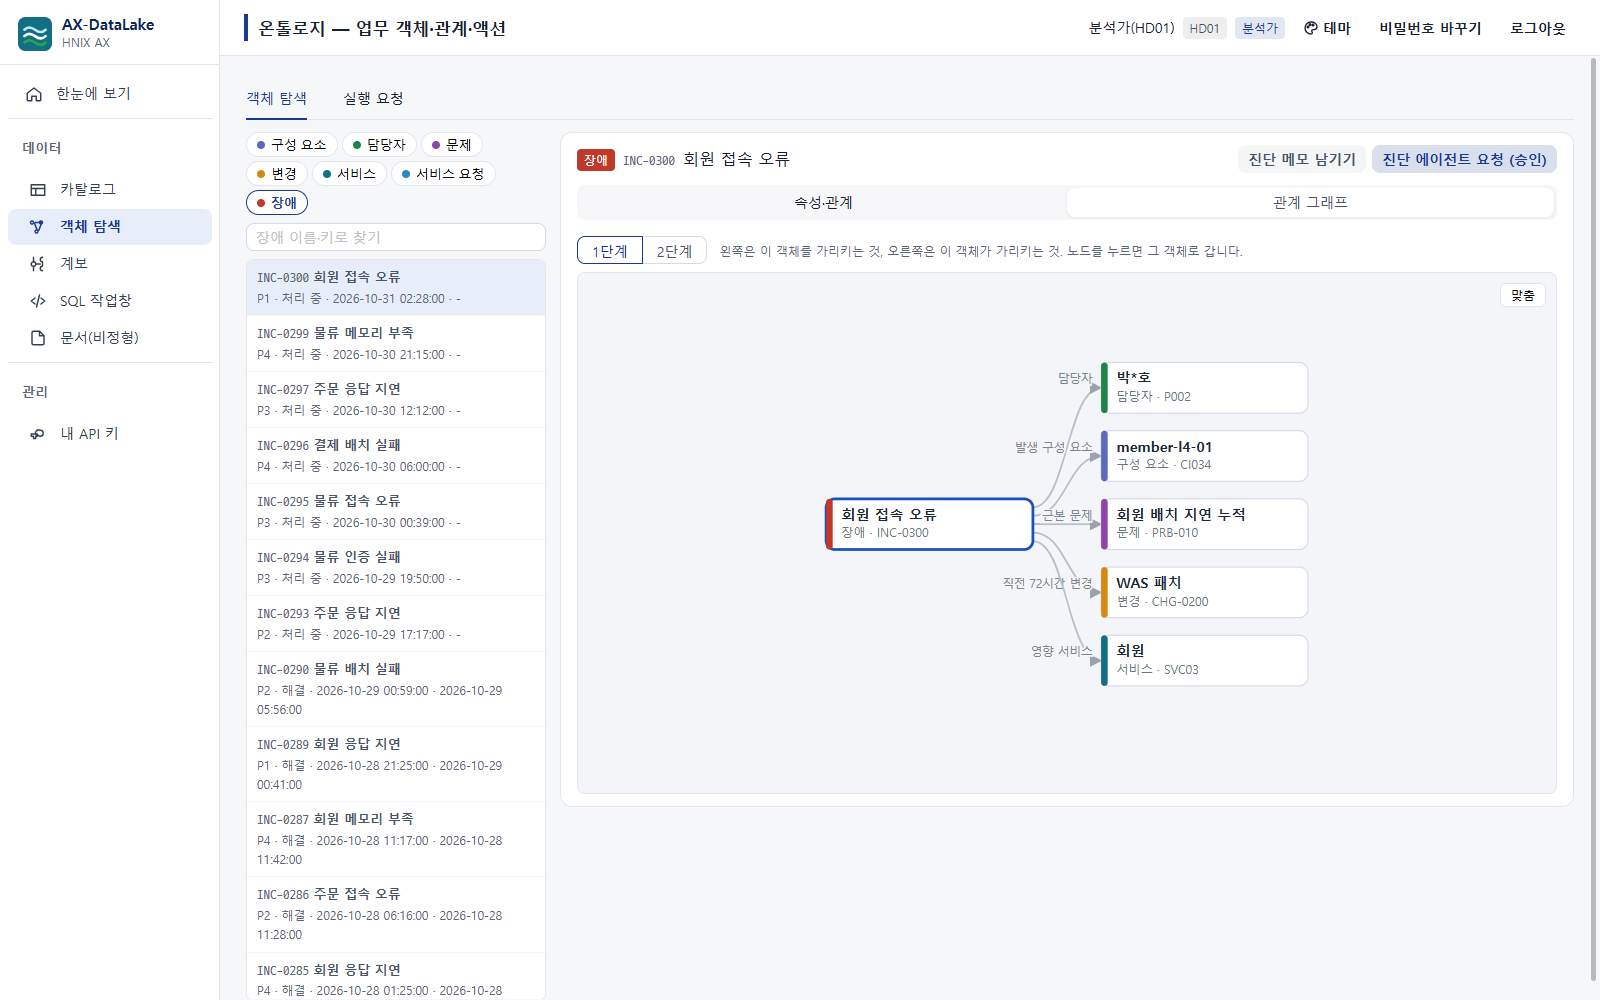 AX-DataLake
HNIX AX
한눈에 보기
데이터
카탈로그
객체 탐색
계보
SQL 작업창
문서(비정형)
관리
내 API 키
온톨로지 — 업무 객체·관계·액션
분석가(HD01) HD01 분석가 테마 비밀번호 바꾸기 로그아웃
객체 탐색 실행 요청
구성 요소 담당자 문제
변경 서비스 서비스 요청
장애
장애 이름·키로 찾기
INC-0300 회원 접속 오류
P1 · 처리 중 · 2026-10-31 02:28:00 · -
INC-0299 물류 메모리 부족
P4 · 처리 중 · 2026-10-30 21:15:00 · -
INC-0297 주문 응답 지연
P3 · 처리 중 · 2026-10-30 12:12:00 · -
INC-0296 결제 배치 실패
P4 · 처리 중 · 2026-10-30 06:00:00 · -
INC-0295 물류 접속 오류
P3 · 처리 중 · 2026-10-30 00:39:00 · -
INC-0294 물류 인증 실패
P3 · 처리 중 · 2026-10-29 19:50:00 · -
INC-0293 주문 응답 지연
P2 · 처리 중 · 2026-10-29 17:17:00 · -
INC-0290 물류 배치 실패
P2 · 해결 · 2026-10-29 00:59:00 · 2026-10-29
05:56:00
INC-0289 회원 응답 지연
P1 · 해결 · 2026-10-28 21:25:00 · 2026-10-29
00:41:00
INC-0287 회원 메모리 부족
P4 · 해결 · 2026-10-28 11:17:00 · 2026-10-28
11:42:00
INC-0286 주문 접속 오류
P2 · 해결 · 2026-10-28 06:16:00 · 2026-10-28
11:28:00
INC-0285 회원 응답 지연
P4 · 해결 · 2026-10-28 01:25:00 · 2026-10-28
장애 INC-0300 회원 접속 오류
진단 메모 남기기 진단 에이전트 요청 (승인)
속성·관계 관계 그래프
1단계 2단계 왼쪽은 이 객체를 가리키는 것, 오른쪽은 이 객체가 가리키는 것. 노드를 누르면 그 객체로 갑니다.
맞춤
회원 접속 오류
장애 · INC-0300
담당자
박*호
담당자 · P002
발생 구성 요소
member-l4-01
구성 요소 · CI034
근본 문제
회원 배치 지연 누적
문제 · PRB-010
직전 72시간 변경
WAS 패치
변경 · CHG-0200
영향 서비스
회원
서비스 · SVC03